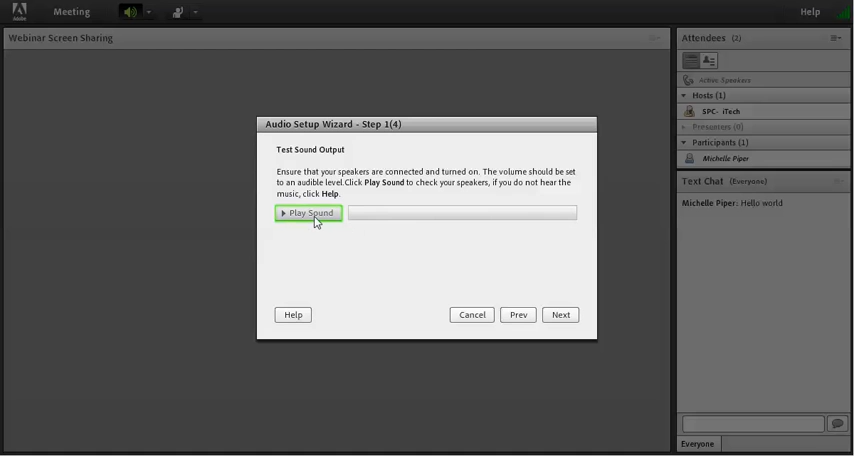 Adobe
Meeting
Help
Webinar Screen Sharing
Attendees (2)
Active Speakers
Hosts (1)
SPC- iTech
Presenters (0)
Participants (1)
Michelle Piper
Text Chat (Everyone)
Michelle Piper: Hello world
Everyone
Audio Setup Wizard - Step 1(4)
Test Sound Output
Ensure that your speakers are connected and turned on. The volume should be set
to an audible level.Click Play Sound to check your speakers, if you do not hear the
music, click Help.
Play Sound
Help
Cancel
Prev
Next